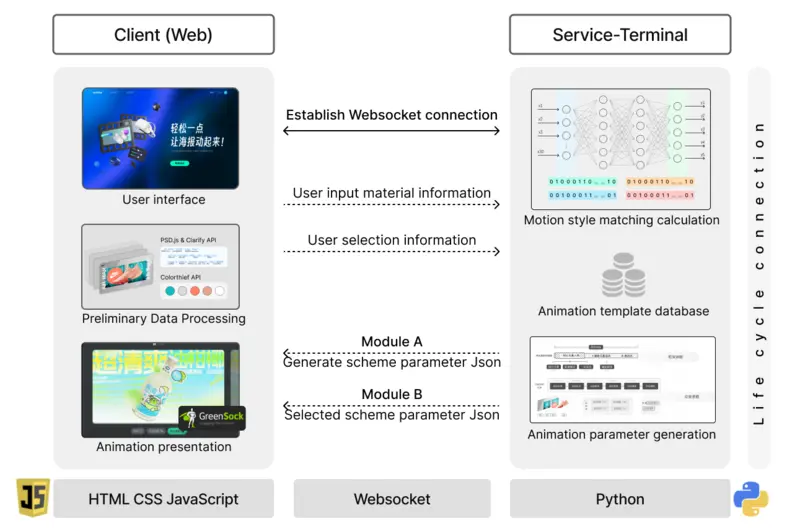 Client (Web)
Service-Terminal
轻松一点
让海报动起来!
User interface
PSD.js & Clarify API
Colorthief API
Preliminary Data Processing
GreenSock
Animation presentation
Establish Websocket connection
User input material information
User selection information
Module A
Generate scheme parameter Json
Module B
Selected scheme parameter Json
01000110......10
01000110......10
00100011......01
00100011......01
Motion style matching calculation
Animation template database
Animation parameter generation
Life cycle connection
JS
HTML CSS JavaScript
Websocket
Python